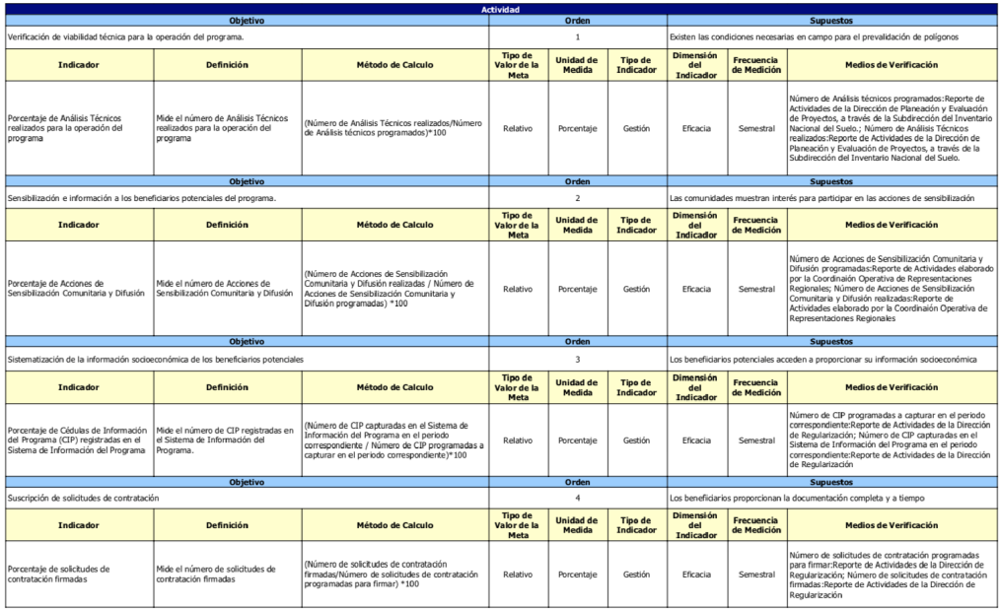 Actividad
Objetivo Orden Supuestos
Verificación de viabilidad técnica para la operación del programa. 1 Existen las condiciones necesarias en campo para el prevalidación de polígonos
Indicador Definición Método de Calculo Tipo de Valor de la Meta Unidad de Medida Tipo de Indicador Dimensión del Indicador Frecuencia de Medición Medios de Verificación
Porcentaje de Análisis Técnicos
realizados para la operación del
programa
Mide el número de Análisis Técnicos
realizados para la operación del
programa
(Número de Análisis Técnicos realizados/Número
de Análisis técnicos programados)*100
Relativo Porcentaje Gestión Eficacia Semestral
Número de Análisis técnicos programados:Reporte de
Actividades de la Dirección de Planeación y Evaluación
de Proyectos, a través de la Subdirección del Inventario
Nacional del Suelo.; Número de Análisis Técnicos
realizados:Reporte de Actividades de la Dirección de
Planeación y Evaluación de Proyectos, a través de la
Subdirección del Inventario Nacional del Suelo.
Objetivo Orden Supuestos
Sensibilización e información a los beneficiarios potenciales del programa. 2 Las comunidades muestran interés para participar en las acciones de sensibilización
Indicador Definición Método de Calculo Tipo de Valor de la Meta Unidad de Medida Tipo de Indicador Dimensión del Indicador Frecuencia de Medición Medios de Verificación
Porcentaje de Acciones de
Sensibilización Comunitaria y Difusión
Mide el número de Acciones de
Sensibilización Comunitaria y Difusión
(Número de Acciones de Sensibilización
Comunitaria y Difusión realizadas / Número de
Acciones de Sensibilización Comunitaria y
Difusión programadas) *100
Relativo Porcentaje Gestión Eficacia Semestral
Número de Acciones de Sensibilización Comunitaria y
Difusión programadas:Reporte de Actividades elaborado
por la Coordinaión Operativa de Representaciones
Regionales; Número de Acciones de Sensibilización
Comunitaria y Difusión realizadas:Reporte de
Actividades elaborado por la Coordinaión Operativa de
Representaciones Regionales
Objetivo Orden Supuestos
Sistematización de la información socioeconómica de los beneficiarios potenciales 3 Los beneficiarios potenciales acceden a proporcionar su información socioeconómica
Indicador Definición Método de Calculo Tipo de Valor de la Meta Unidad de Medida Tipo de Indicador Dimensión del Indicador Frecuencia de Medición Medios de Verificación
Porcentaje de Cédulas de Información
del Programa (CIP) registradas en el
Sistema de Información del Programa
Mide el número de CIP registradas en
el Sistema de Información del
Programa.
(Número de CIP capturadas en el Sistema de
Información del Programa en el periodo
correspondiente / Número de CIP programadas a
capturar en el periodo correspondiente)*100
Relativo Porcentaje Gestión Eficacia Semestral
Número de CIP programadas a capturar en el periodo
correspondiente:Reporte de Actividades de la Dirección
de Regularización; Número de CIP capturadas en el
Sistema de Información del Programa en el periodo
correspondiente:Reporte de Actividades de la Dirección
de Regularización
Objetivo Orden Supuestos
Suscripción de solicitudes de contratación 4 Los beneficiarios proporcionan la documentación completa y a tiempo
Indicador Definición Método de Calculo Tipo de Valor de la Meta Unidad de Medida Tipo de Indicador Dimensión del Indicador Frecuencia de Medición Medios de Verificación
Porcentaje de solicitudes de
contratación firmadas
Mide el número de solicitudes de
contratación firmadas
(Número de solicitudes de contratación
firmadas/Número de solicitudes de contratación
programadas para firmar) *100
Relativo Porcentaje Gestión Eficacia Semestral
Número de solicitudes de contratación programadas
para firmar:Reporte de Actividades de la Dirección de
Regularización; Número de solicitudes de contratación
firmadas:Reporte de Actividades de la Dirección de
Regularización